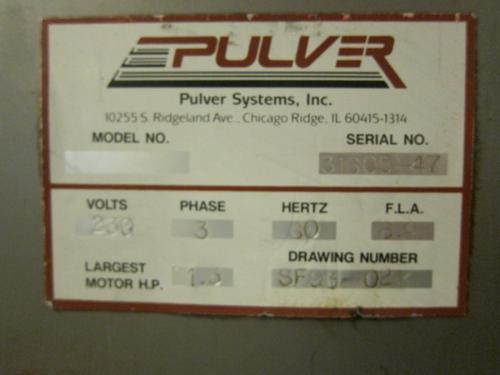 PULVER
Pulver Systems, Inc.
10255 S. Ridgeland Ave., Chicago Ridge, IL 60415-1314
MODEL NO. SERIAL NO.
VOLTS PHASE HERTZ F.L.A.
230 3 60
LARGEST
MOTOR H.P. DRAWING NUMBER